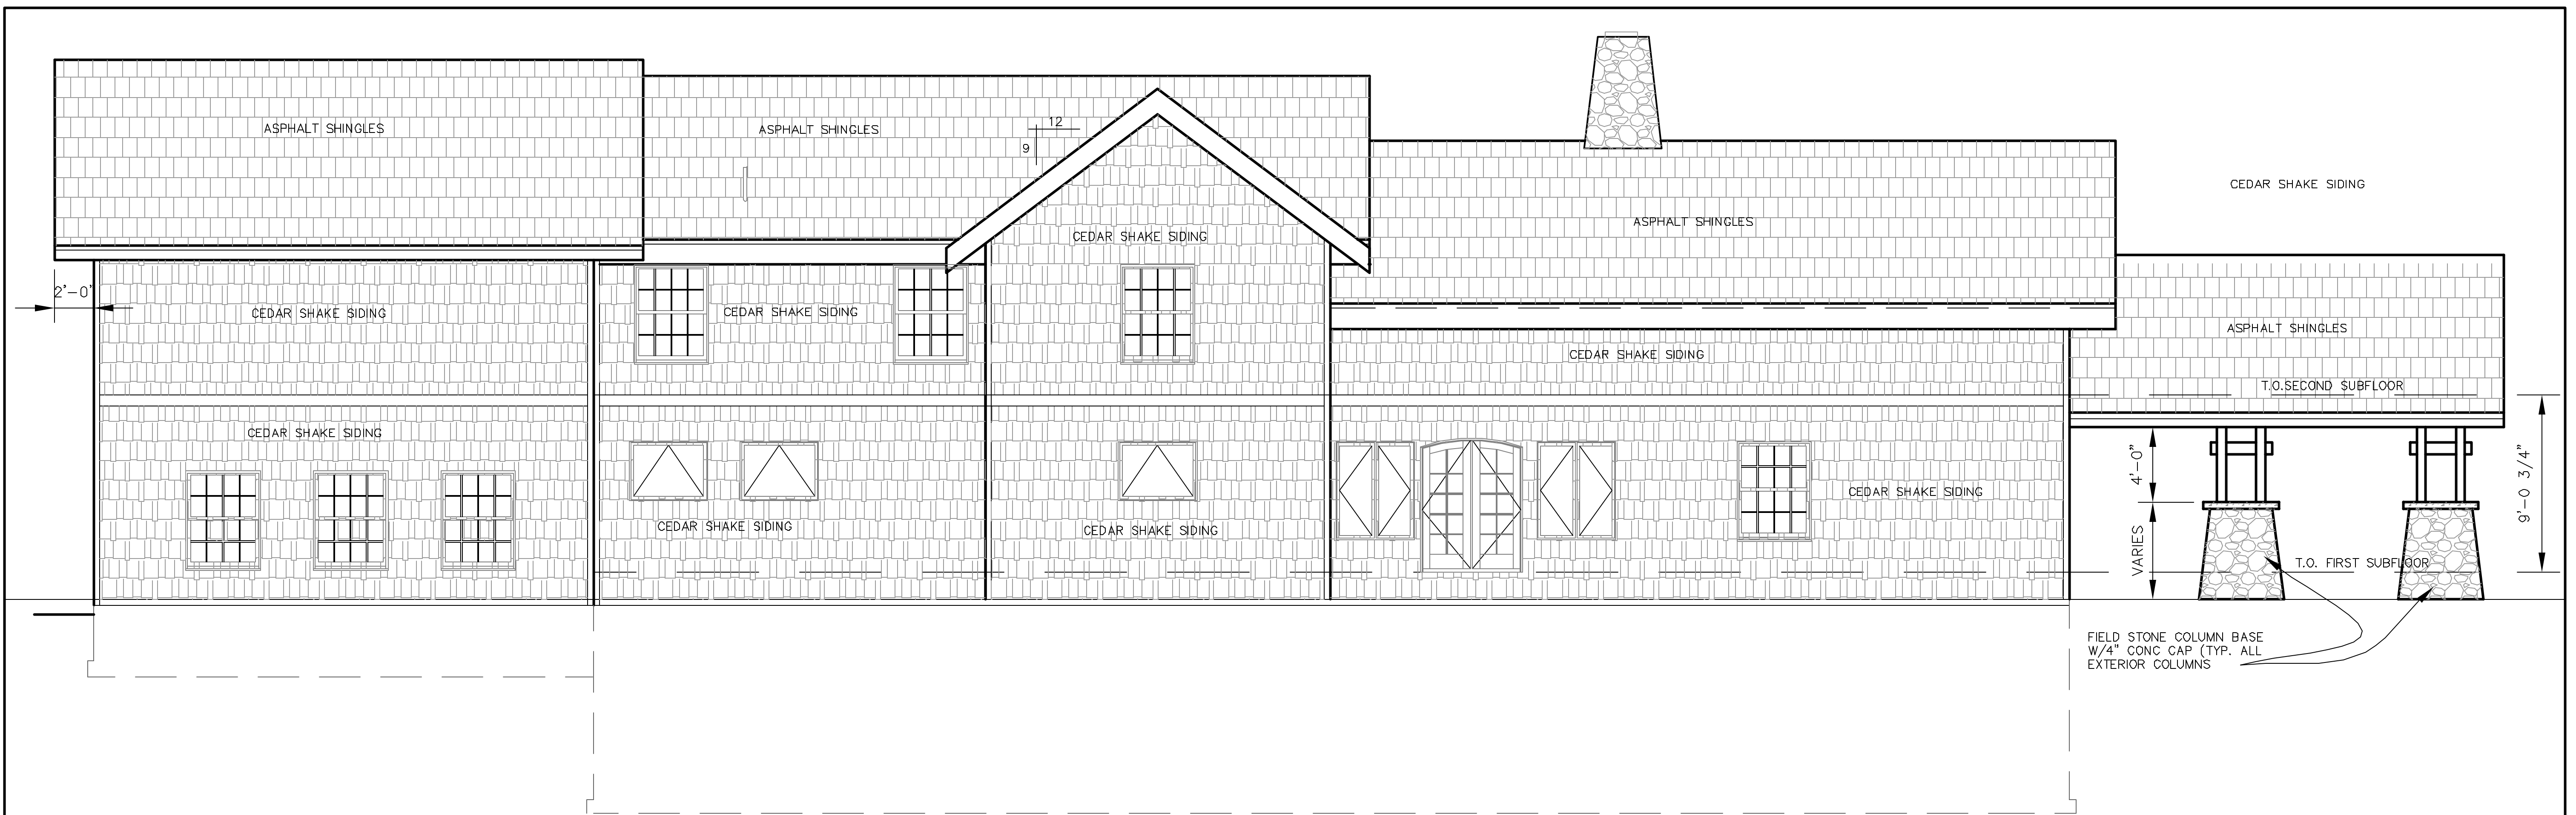 ASPHALT SHINGLES
ASPHALT SHINGLES
12
9
CEDAR SHAKE SIDING
ASPHALT SHINGLES
CEDAR SHAKE SIDING
2'-0"
CEDAR SHAKE SIDING
CEDAR SHAKE SIDING
CEDAR SHAKE SIDING
ASPHALT SHINGLES
T.O.SECOND SUBFLOOR
CEDAR SHAKE SIDING
CEDAR SHAKE SIDING
CEDAR SHAKE SIDING
CEDAR SHAKE SIDING
4'-0"
9'-0 3/4"
VARIES
T.O. FIRST SUBFLOOR
FIELD STONE COLUMN BASE
W/4" CONC CAP (TYP. ALL
EXTERIOR COLUMNS